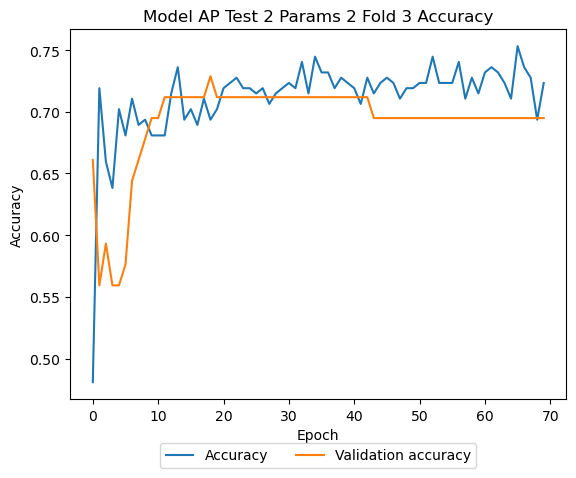 Model AP Test 2 Params 2 Fold 3 Accuracy
Accuracy
0.75
0.70
0.65
0.60
0.55
0.50
0 10 20 30 40 50 60 70
Epoch
Accuracy Validation accuracy